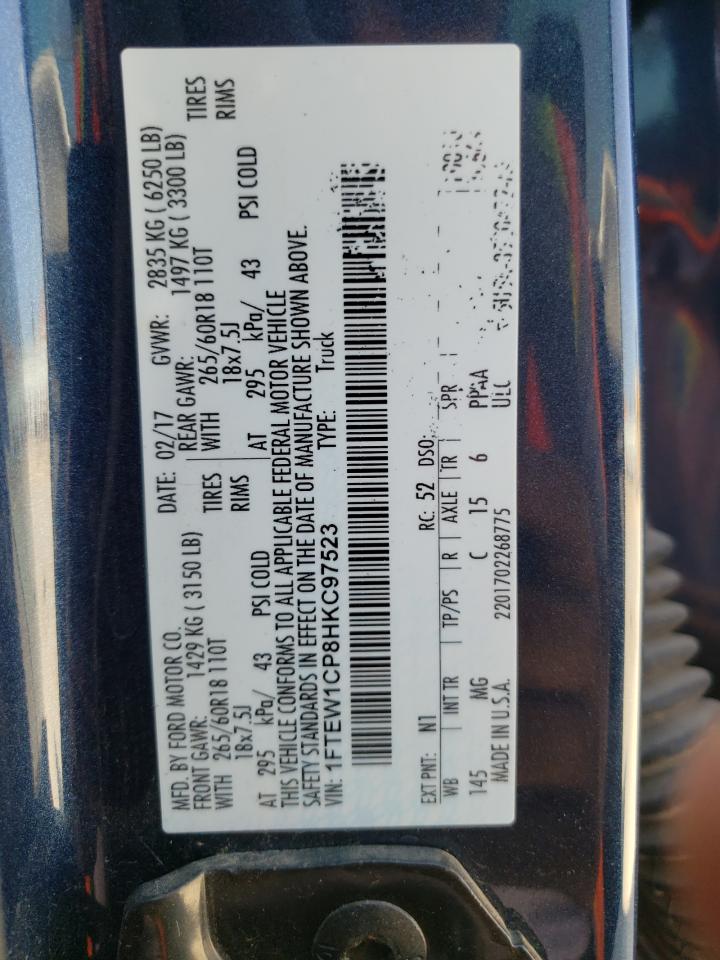 MFD. BY FORD MOTOR CO. DATE: 02/17 GVWR: 2835 KG ( 6250 LB)
FRONT GAWR: 1429 KG ( 3150 LB) REAR GAWR: 1497 KG ( 3300 LB)
WITH 265/60R18 110T TIRES WITH 265/60R18 110T TIRES
18x7.5J RIMS 18x7.5J RIMS
AT 295 kPa/ 43 PSI COLD AT 295 kPa/ 43 PSI COLD
THIS VEHICLE CONFORMS TO ALL APPLICABLE FEDERAL MOTOR VEHICLE
SAFETY STANDARDS IN EFFECT ON THE DATE OF MANUFACTURE SHOWN ABOVE.
VIN: 1FTEW1CP8HKC97523 TYPE: Truck
EXT PNT: N1 RC: 52 DSO:
WB INT TR TP/PS R AXLE TR SPR
145 MG C 15 6 PPAA
MADE IN U.S.A. 2201702268775 ULC